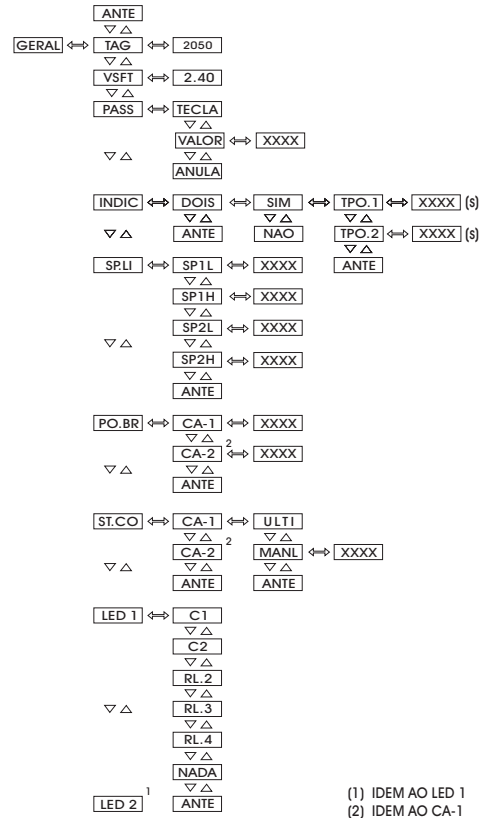 ANTE
GERAL TAG 2050
VSFT 2.40
PASS TECLA
VALOR XXXX
ANULA
INDIC DOIS SIM TPO.1 XXXX (s)
ANTE NAO TPO.2 XXXX (s)
ANTE
SP.LI SP1L XXXX
SP1H XXXX
SP2L XXXX
SP2H XXXX
ANTE
PO.BR CA-1 XXXX
CA-2 2 XXXX
ANTE
ST.CO CA-1 ULTI
CA-2 2 MANL XXXX
ANTE ANTE
LED 1 C1
C2
RL.2
RL.3
RL.4
NADA
LED 2 1 ANTE
(1) IDEM AO LED 1
(2) IDEM AO CA-1